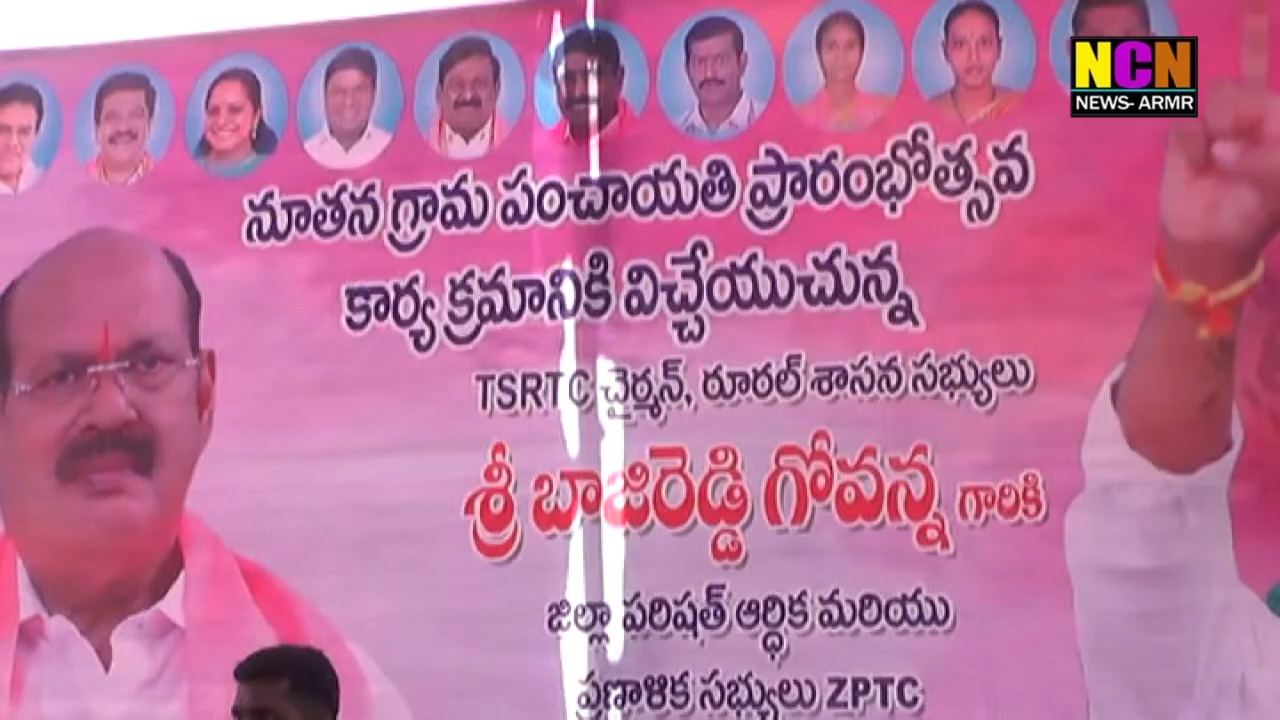 NCN
NEWS- ARMR
నూతన గ్రామ పంచాయతి ప్రారంభోత్సవ
కార్య క్రమానికి విచ్చేయుచున్న
TSRTC చైర్మన్, రూరల్ శాసన సభ్యులు
శ్రీ బాజిరెడ్డి గోవన్న గారికి
జిల్లా పరిషత్ ఆర్ధిక మరియు
ప్రణాళిక సభ్యులు ZPTC